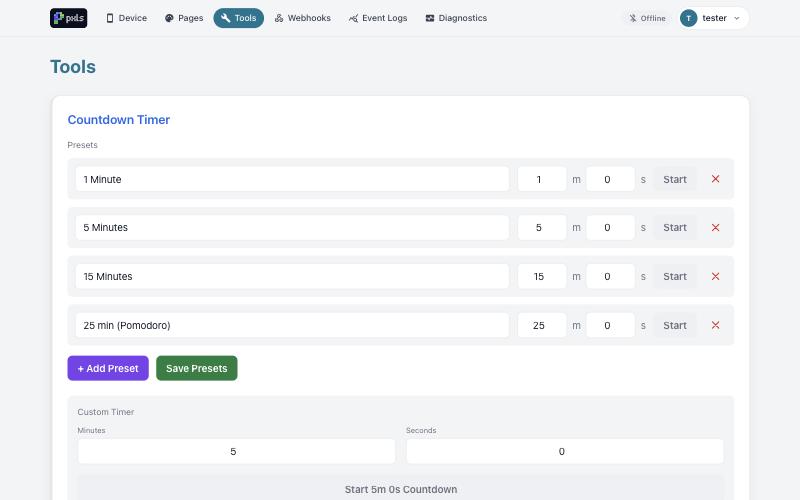 pixls Device Pages Tools Webhooks Event Logs Diagnostics Offline T tester
Tools
Countdown Timer
Presets
1 Minute 1 m 0 s Start
5 Minutes 5 m 0 s Start
15 Minutes 15 m 0 s Start
25 min (Pomodoro) 25 m 0 s Start
+ Add Preset Save Presets
Custom Timer
Minutes Seconds
5 0
Start 5m 0s Countdown